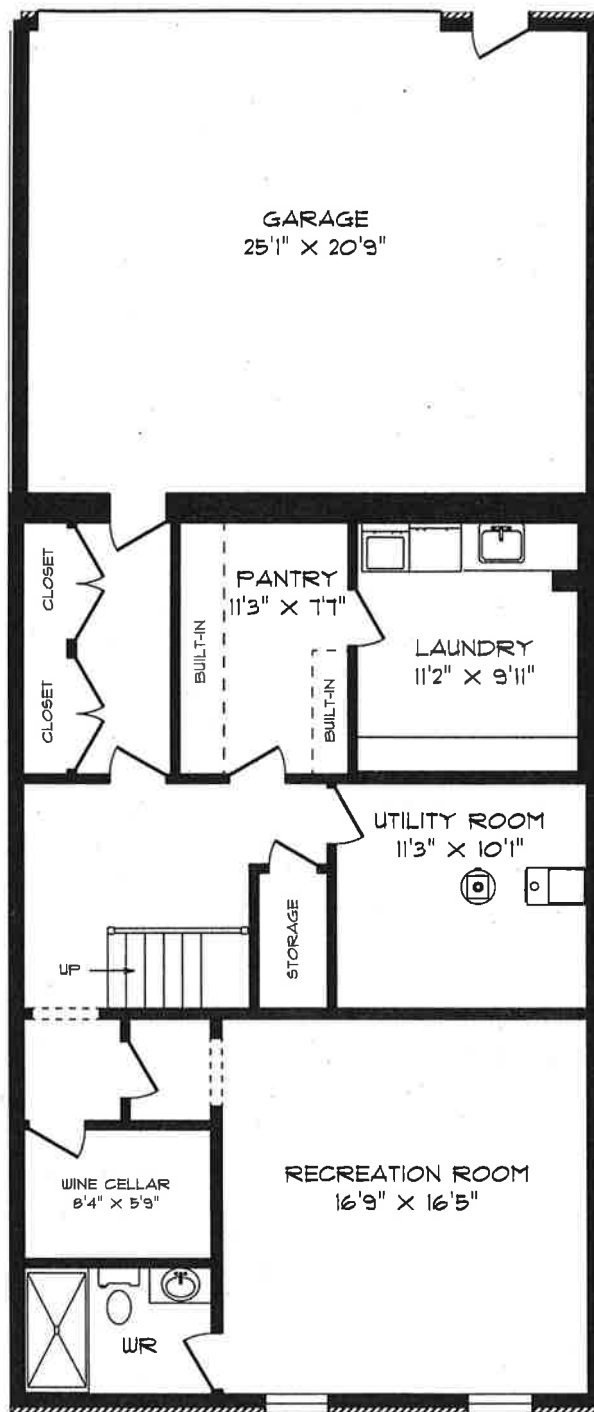 GARAGE
25'1" X 20'9"
CLOSET
CLOSET
BUILT-IN
PANTRY
11'3" X 7'7"
BUILT-IN
LAUNDRY
11'2" X 9'11"
UTILITY ROOM
11'3" X 10'1"
STORAGE
UP
WINE CELLAR
8'4" X 5'9"
RECREATION ROOM
16'9" X 16'5"
WR